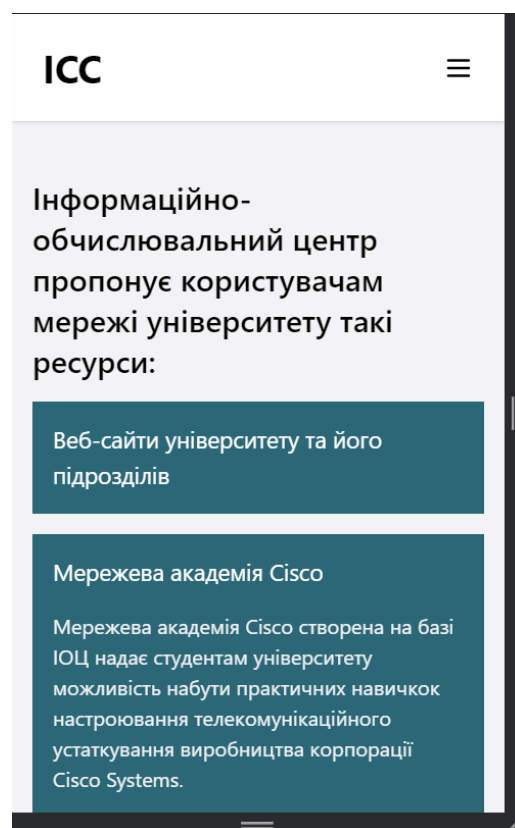 ICC
Інформаційно-
обчислювальний центр
пропонує користувачам
мережі університету такі
ресурси:
Веб-сайти університету та його
підрозділів
Мережева академія Cisco
Мережева академія Cisco створена на базі
ІОЦ надає студентам університету
можливість набути практичних навичкок
настроювання телекомунікаційного
устаткування виробництва корпорації
Cisco Systems.